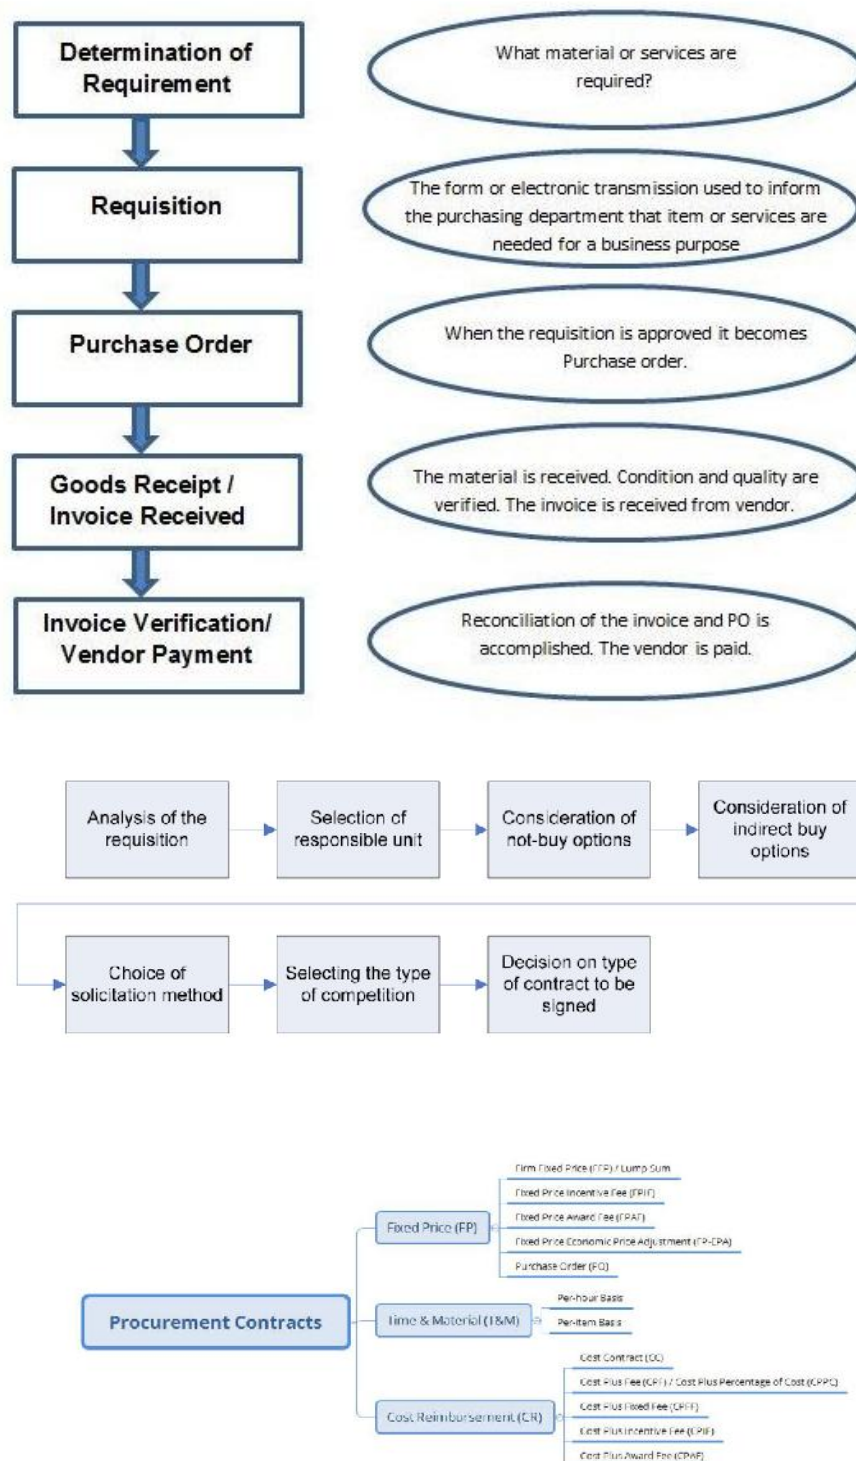 Determination of
Requirement
What material or services are
required?
Requisition
The form or electronic transmission used to inform
the purchasing department that item or services are
needed for a business purpose
Purchase Order
When the requisition is approved it becomes
Purchase order.
Goods Receipt /
Invoice Received
The material is received. Condition and quality are
verified. The invoice is received from vendor.
Invoice Verification/
Vendor Payment
Reconciliation of the invoice and PO is
accomplished. The vendor is paid.
Analysis of the
requisition
Selection of
responsible unit
Consideration of
not-buy options
Consideration of
indirect buy
options
Choice of
solicitation method
Selecting the type
of competition
Decision on type
of contract to be
signed
Procurement Contracts
Fixed Price (FP)
Firm Fixed Price (FFP) / Lump Sum
Fixed Price Incentive Fee (FPIF)
Fixed Price Award Fee (FPAF)
Fixed Price Economic Price Adjustment (FP-EPA)
Purchase Order (PO)
Time & Material (T&M)
Per-hour Basis
Per-item Basis
Cost Reimbursement (CR)
Cost Contract (CC)
Cost Plus Fee (CPF) / Cost Plus Percentage of Cost (CPPC)
Cost Plus Fixed Fee (CPFF)
Cost Plus Incentive Fee (CPIF)
Cost Plus Award Fee (CPAF)